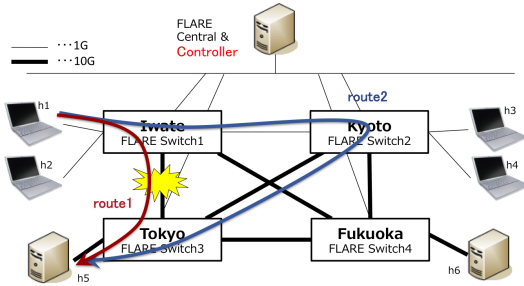 FLARE
Central &
Controller
···1G
···10G
route2
h1
Iwate
FLARE Switch1
Kyoto
FLARE Switch2
h3
h2
h4
route1
Tokyo
FLARE Switch3
Fukuoka
FLARE Switch4
h5
h6